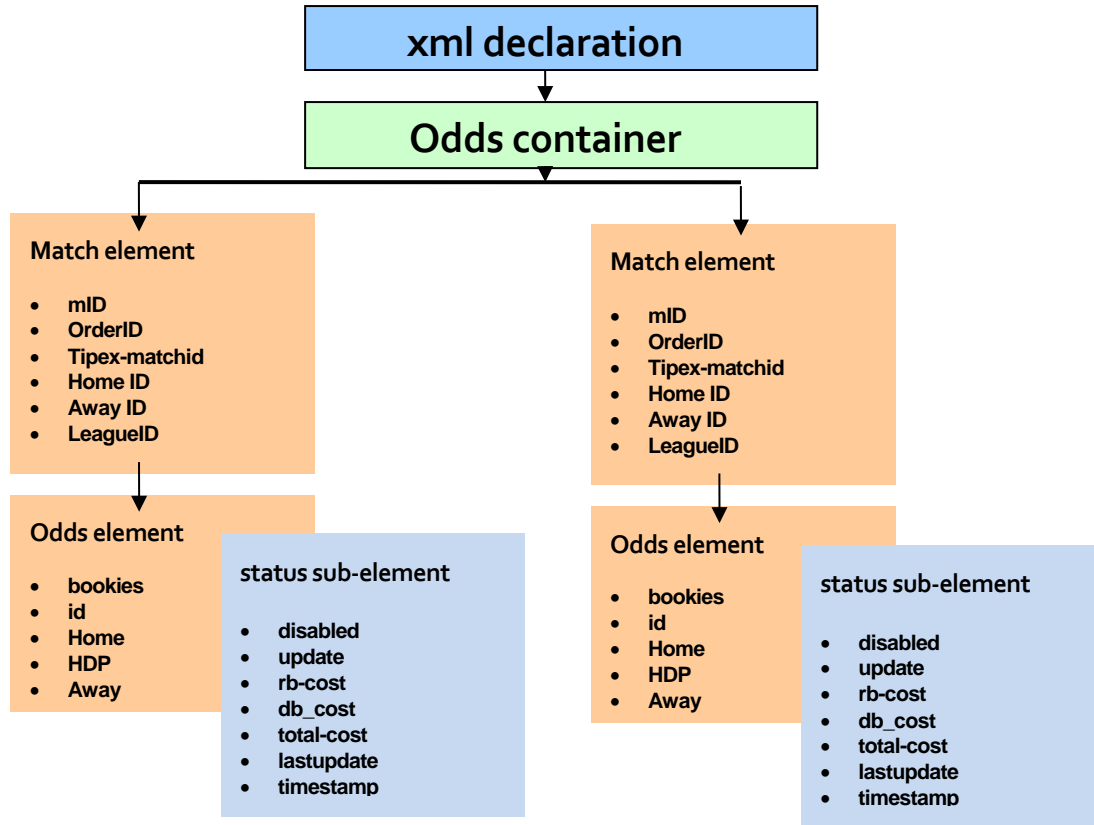 xml declaration
Odds container
Match element
• mID
• OrderID
• Tipex-matchid
• Home ID
• Away ID
• LeagueID
Odds element
• bookies
• id
• Home
• HDP
• Away
status sub-element
• disabled
• update
• rb-cost
• db_cost
• total-cost
• lastupdate
• timestamp
Match element
• mID
• OrderID
• Tipex-matchid
• Home ID
• Away ID
• LeagueID
Odds element
• bookies
• id
• Home
• HDP
• Away
status sub-element
• disabled
• update
• rb-cost
• db_cost
• total-cost
• lastupdate
• timestamp